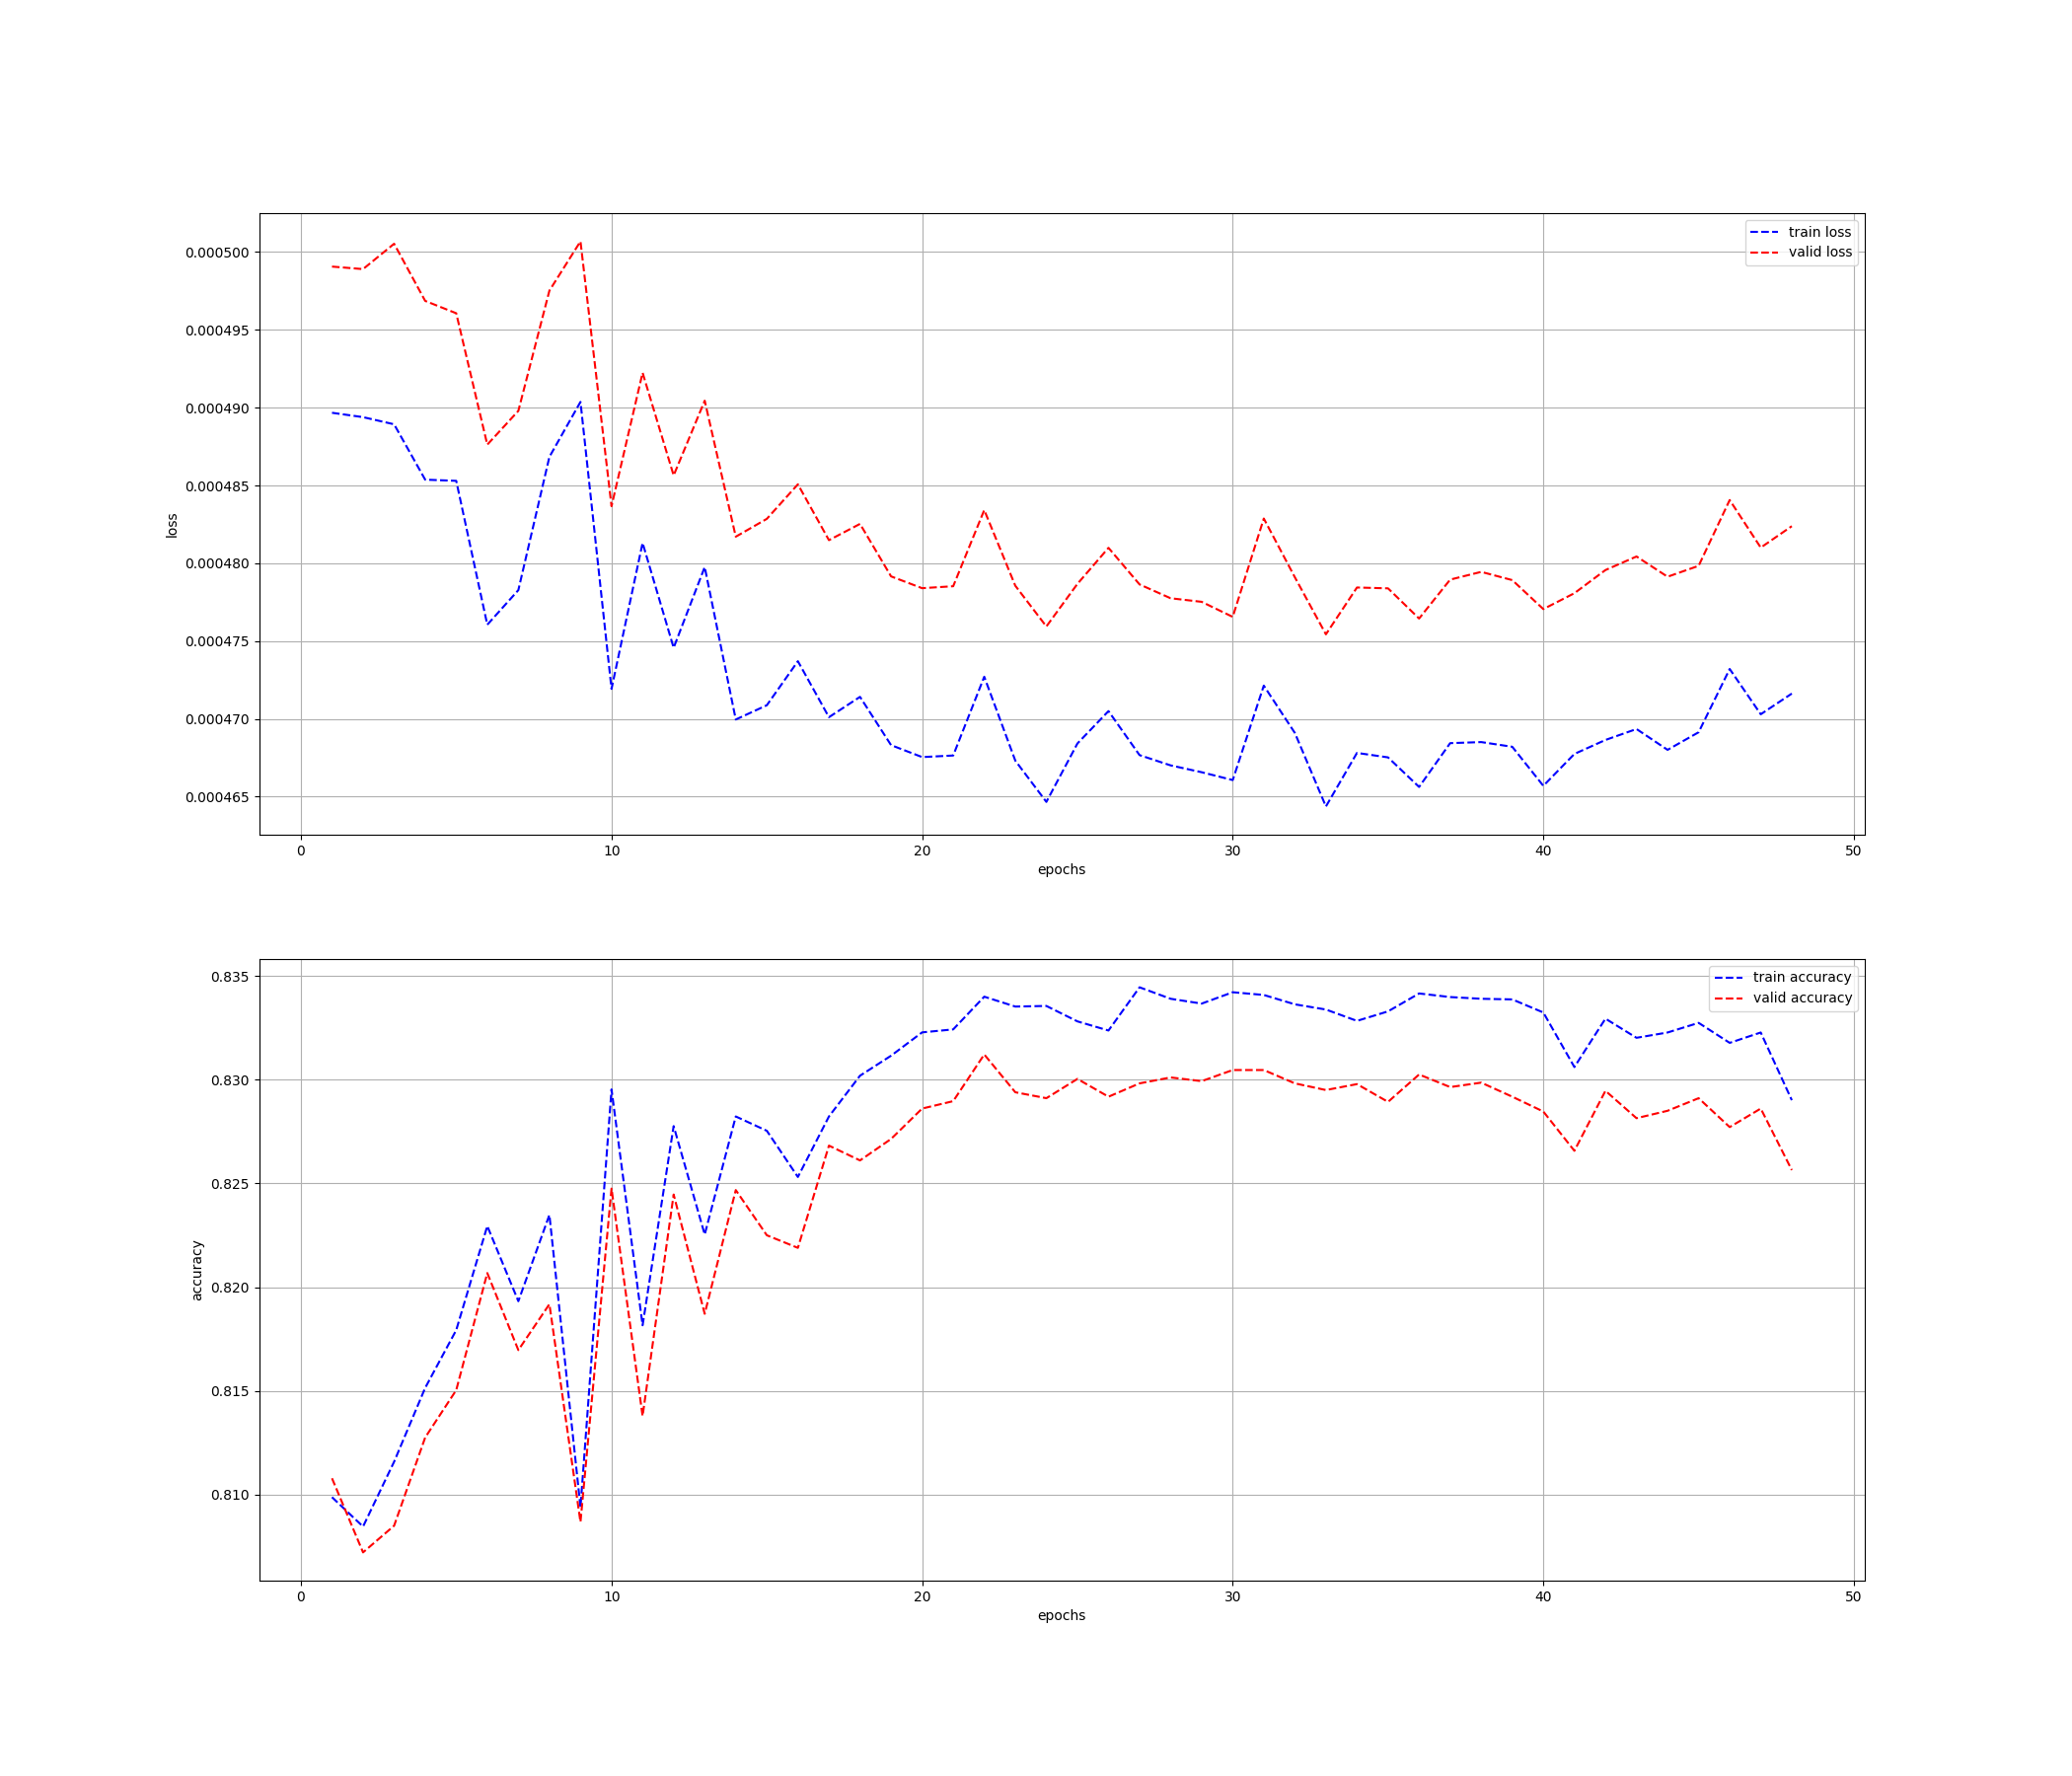 train loss
valid loss
0.000500
0.000495
0.000490
0.000485
0.000480
0.000475
0.000470
0.000465
loss
0 10 20 30 40 50
epochs
train accuracy
valid accuracy
0.835
0.830
0.825
0.820
0.815
0.810
accuracy
0 10 20 30 40 50
epochs